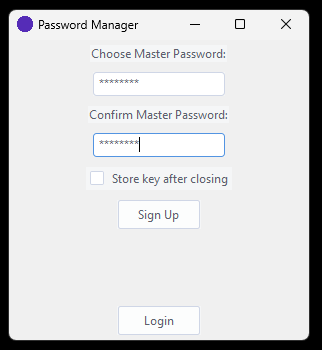 Password Manager
Choose Master Password:
********
Confirm Master Password:
********
Store key after closing
Sign Up
Login